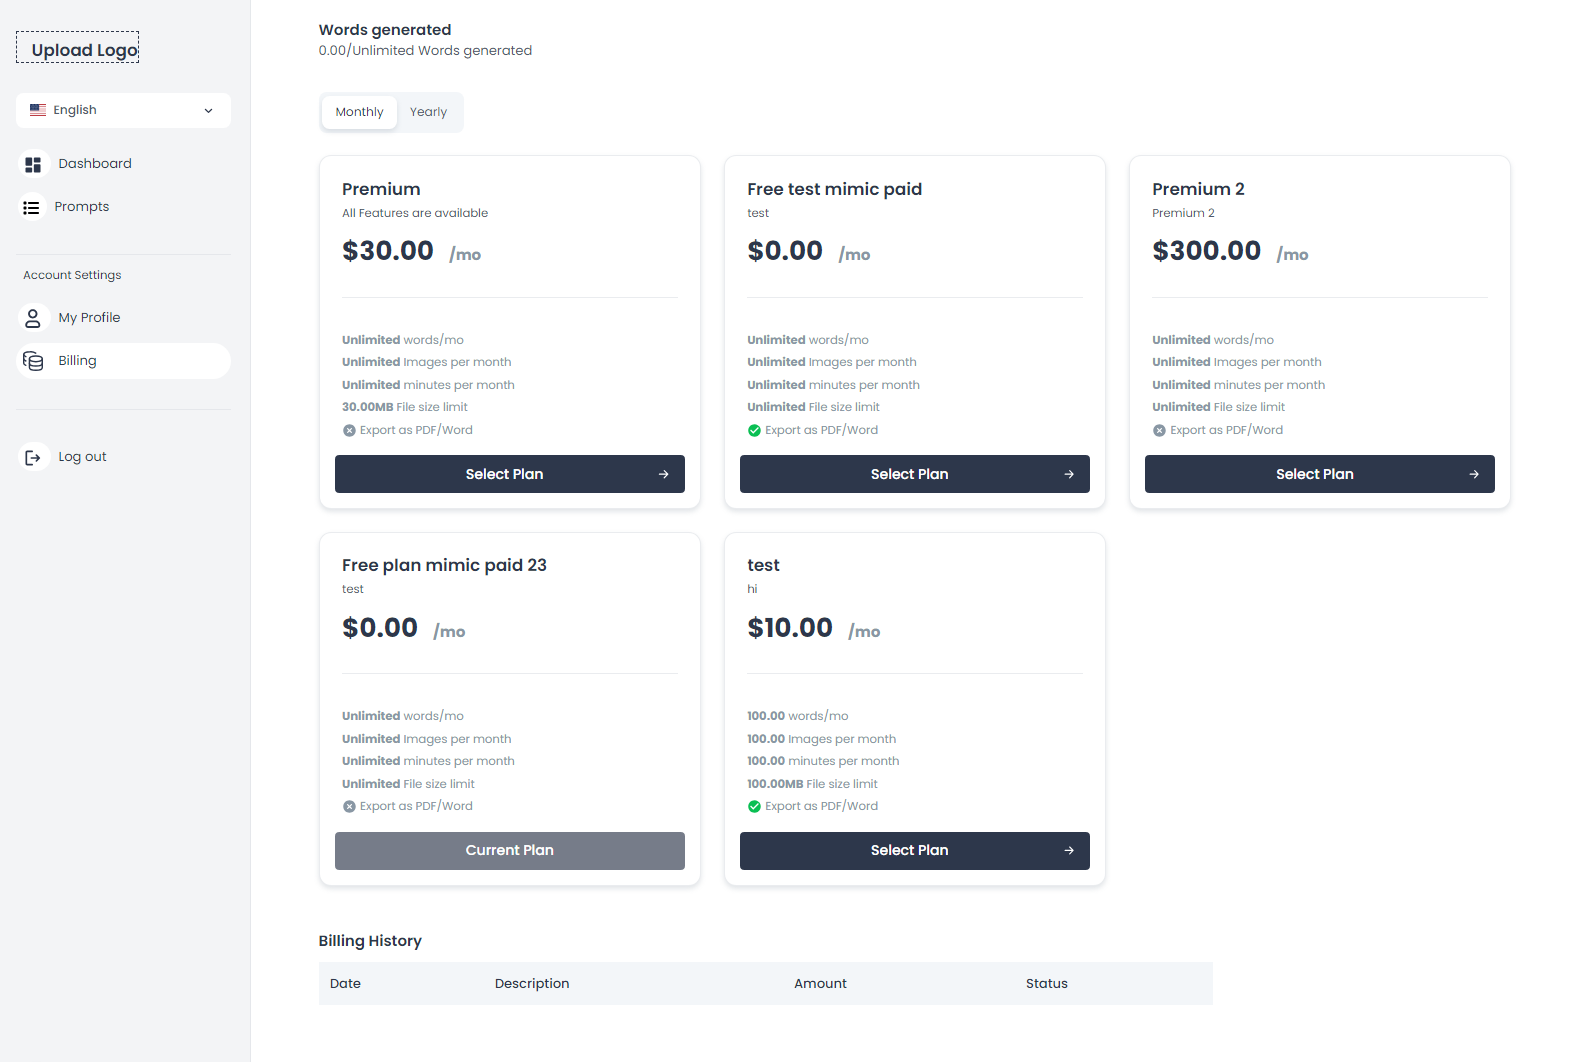 Upload Logo
English
Dashboard
Prompts
Account Settings
My Profile
Billing
Log out
Words generated
0.00/Unlimited Words generated
Monthly
Yearly
Premium
All Features are available
$30.00 /mo
Unlimited words/mo
Unlimited Images per month
Unlimited minutes per month
30.00MB File size limit
Export as PDF/Word
Select Plan
Free test mimic paid
test
$0.00 /mo
Unlimited words/mo
Unlimited Images per month
Unlimited minutes per month
Unlimited File size limit
Export as PDF/Word
Select Plan
Premium 2
Premium 2
$300.00 /mo
Unlimited words/mo
Unlimited Images per month
Unlimited minutes per month
Unlimited File size limit
Export as PDF/Word
Select Plan
Free plan mimic paid 23
test
$0.00 /mo
Unlimited words/mo
Unlimited Images per month
Unlimited minutes per month
Unlimited File size limit
Export as PDF/Word
Current Plan
test
hi
$10.00 /mo
100.00 words/mo
100.00 Images per month
100.00 minutes per month
100.00MB File size limit
Export as PDF/Word
Select Plan
Billing History
Date Description Amount Status